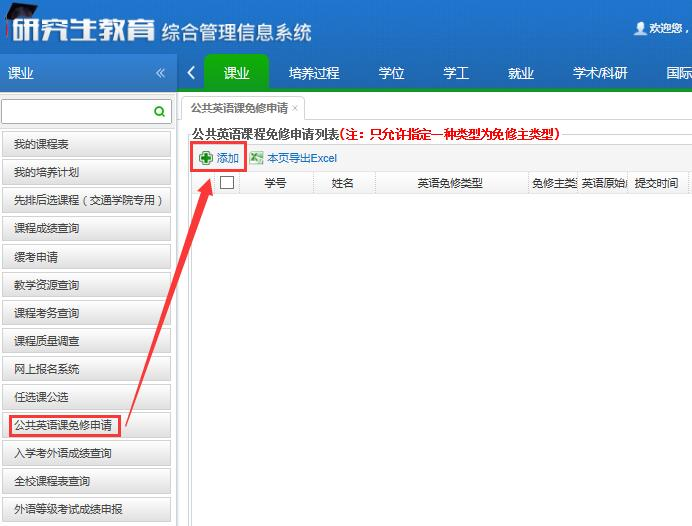 研究生教育 综合管理信息系统
欢迎您，
课业 «
课业 培养过程 学位 学工 就业 学术/科研 国际
公共英语课免修申请 ×
公共英语课程免修申请列表(注：只允许指定一种类型为免修主类型)
添加 本页导出Excel
学号 姓名 英语免修类型 免修主类 英语原始 提交时间
我的课程表
我的培养计划
先排后选课程（交通学院专用）
课程成绩查询
缓考申请
教学资源查询
课程考务查询
课程质量调查
网上报名系统
任选课公选
公共英语课免修申请
入学考外语成绩查询
全校课程表查询
外语等级考试成绩申报